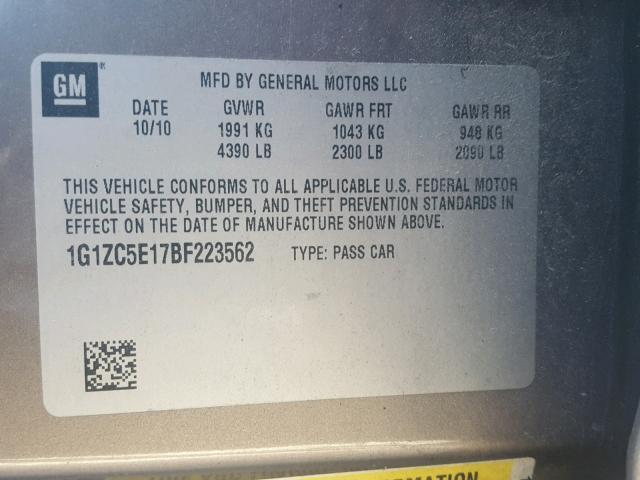 GM
MFD BY GENERAL MOTORS LLC
DATE GVWR GAWR FRT GAWR RR
10/10 1991 KG 1043 KG 948 KG
4390 LB 2300 LB 2090 LB
THIS VEHICLE CONFORMS TO ALL APPLICABLE U.S. FEDERAL MOTOR
VEHICLE SAFETY, BUMPER, AND THEFT PREVENTION STANDARDS IN
EFFECT ON THE DATE OF MANUFACTURE SHOWN ABOVE.
1G1ZC5E17BF223562 TYPE: PASS CAR